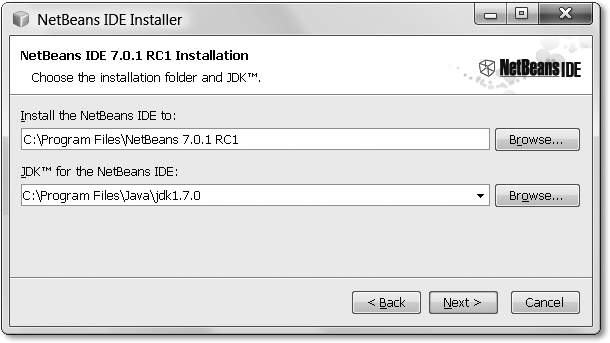 NetBeans IDE Installer
NetBeans IDE 7.0.1 RC1 Installation
Choose the installation folder and JDK™.
NetBeans IDE
Install the NetBeans IDE to:
C:\Program Files\NetBeans 7.0.1 RC1
Browse...
JDK™ for the NetBeans IDE:
C:\Program Files\Java\jdk1.7.0
Browse...
< Back
Next >
Cancel